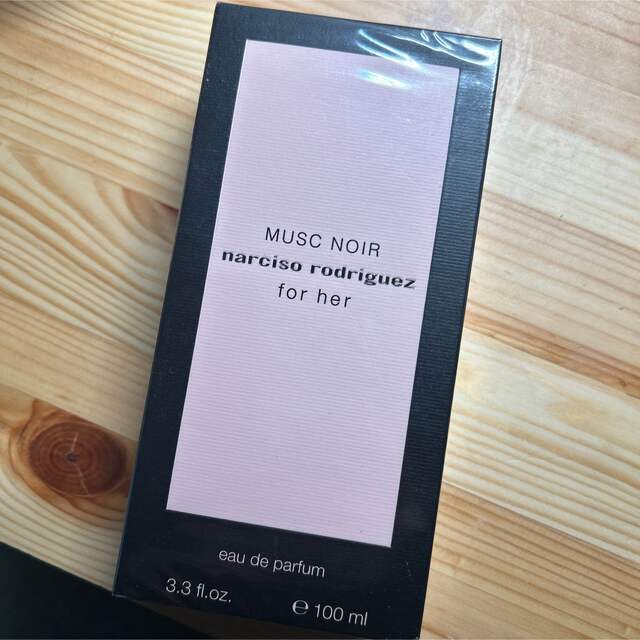 MUSC NOIR
narciso rodriguez
for her
eau de parfum
3.3 fl.oz. ℮ 100 ml